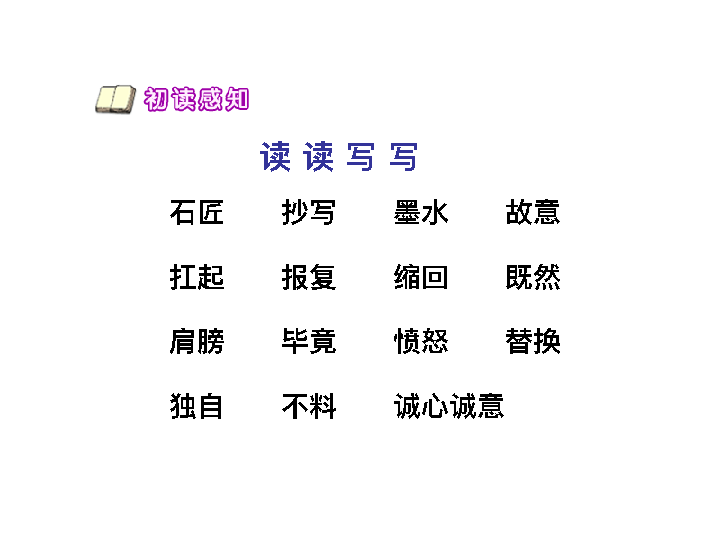 初读感知
读读写写
石匠 抄写 墨水 故意
扛起 报复 缩回 既然
肩膀 毕竟 愤怒 替换
独自 不料 诚心诚意